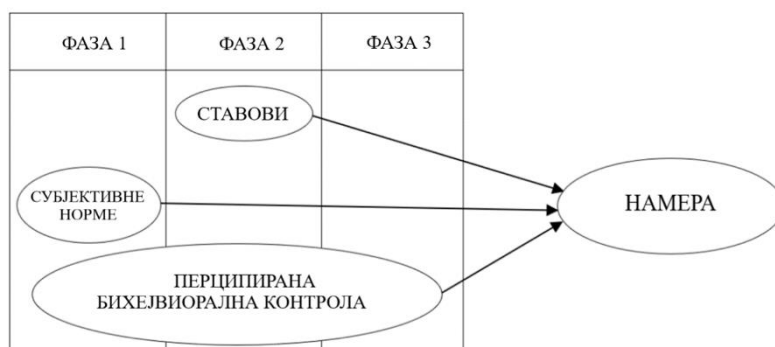 ФАЗА 1
ФАЗА 2
ФАЗА 3
СТАВОВИ
СУБЈЕКТИВНЕ
НОРМЕ
НАМЕРА
ПЕРЦИПИРАНА
БИХЕЈВИОРАЛНА КОНТРОЛА